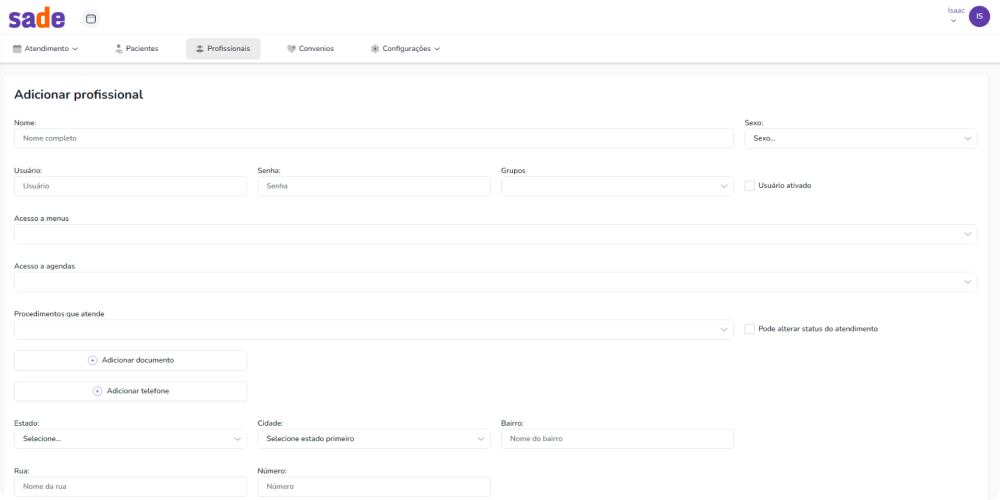 sade
Isaac
IS
Atendimento
Pacientes
Profissionais
Convenios
Configurações
Adicionar profissional
Nome:
Sexo:
Nome completo
Sexo...
Usuário:
Senha:
Grupos
Usuário
Senha
Usuário ativado
Acesso a menus
Acesso a agendas
Procedimentos que atende
Pode alterar status do atendimento
Adicionar documento
Adicionar telefone
Estado:
Cidade:
Bairro:
Selecione...
Selecione estado primeiro
Nome do bairro
Rua:
Número:
Nome da rua
Número